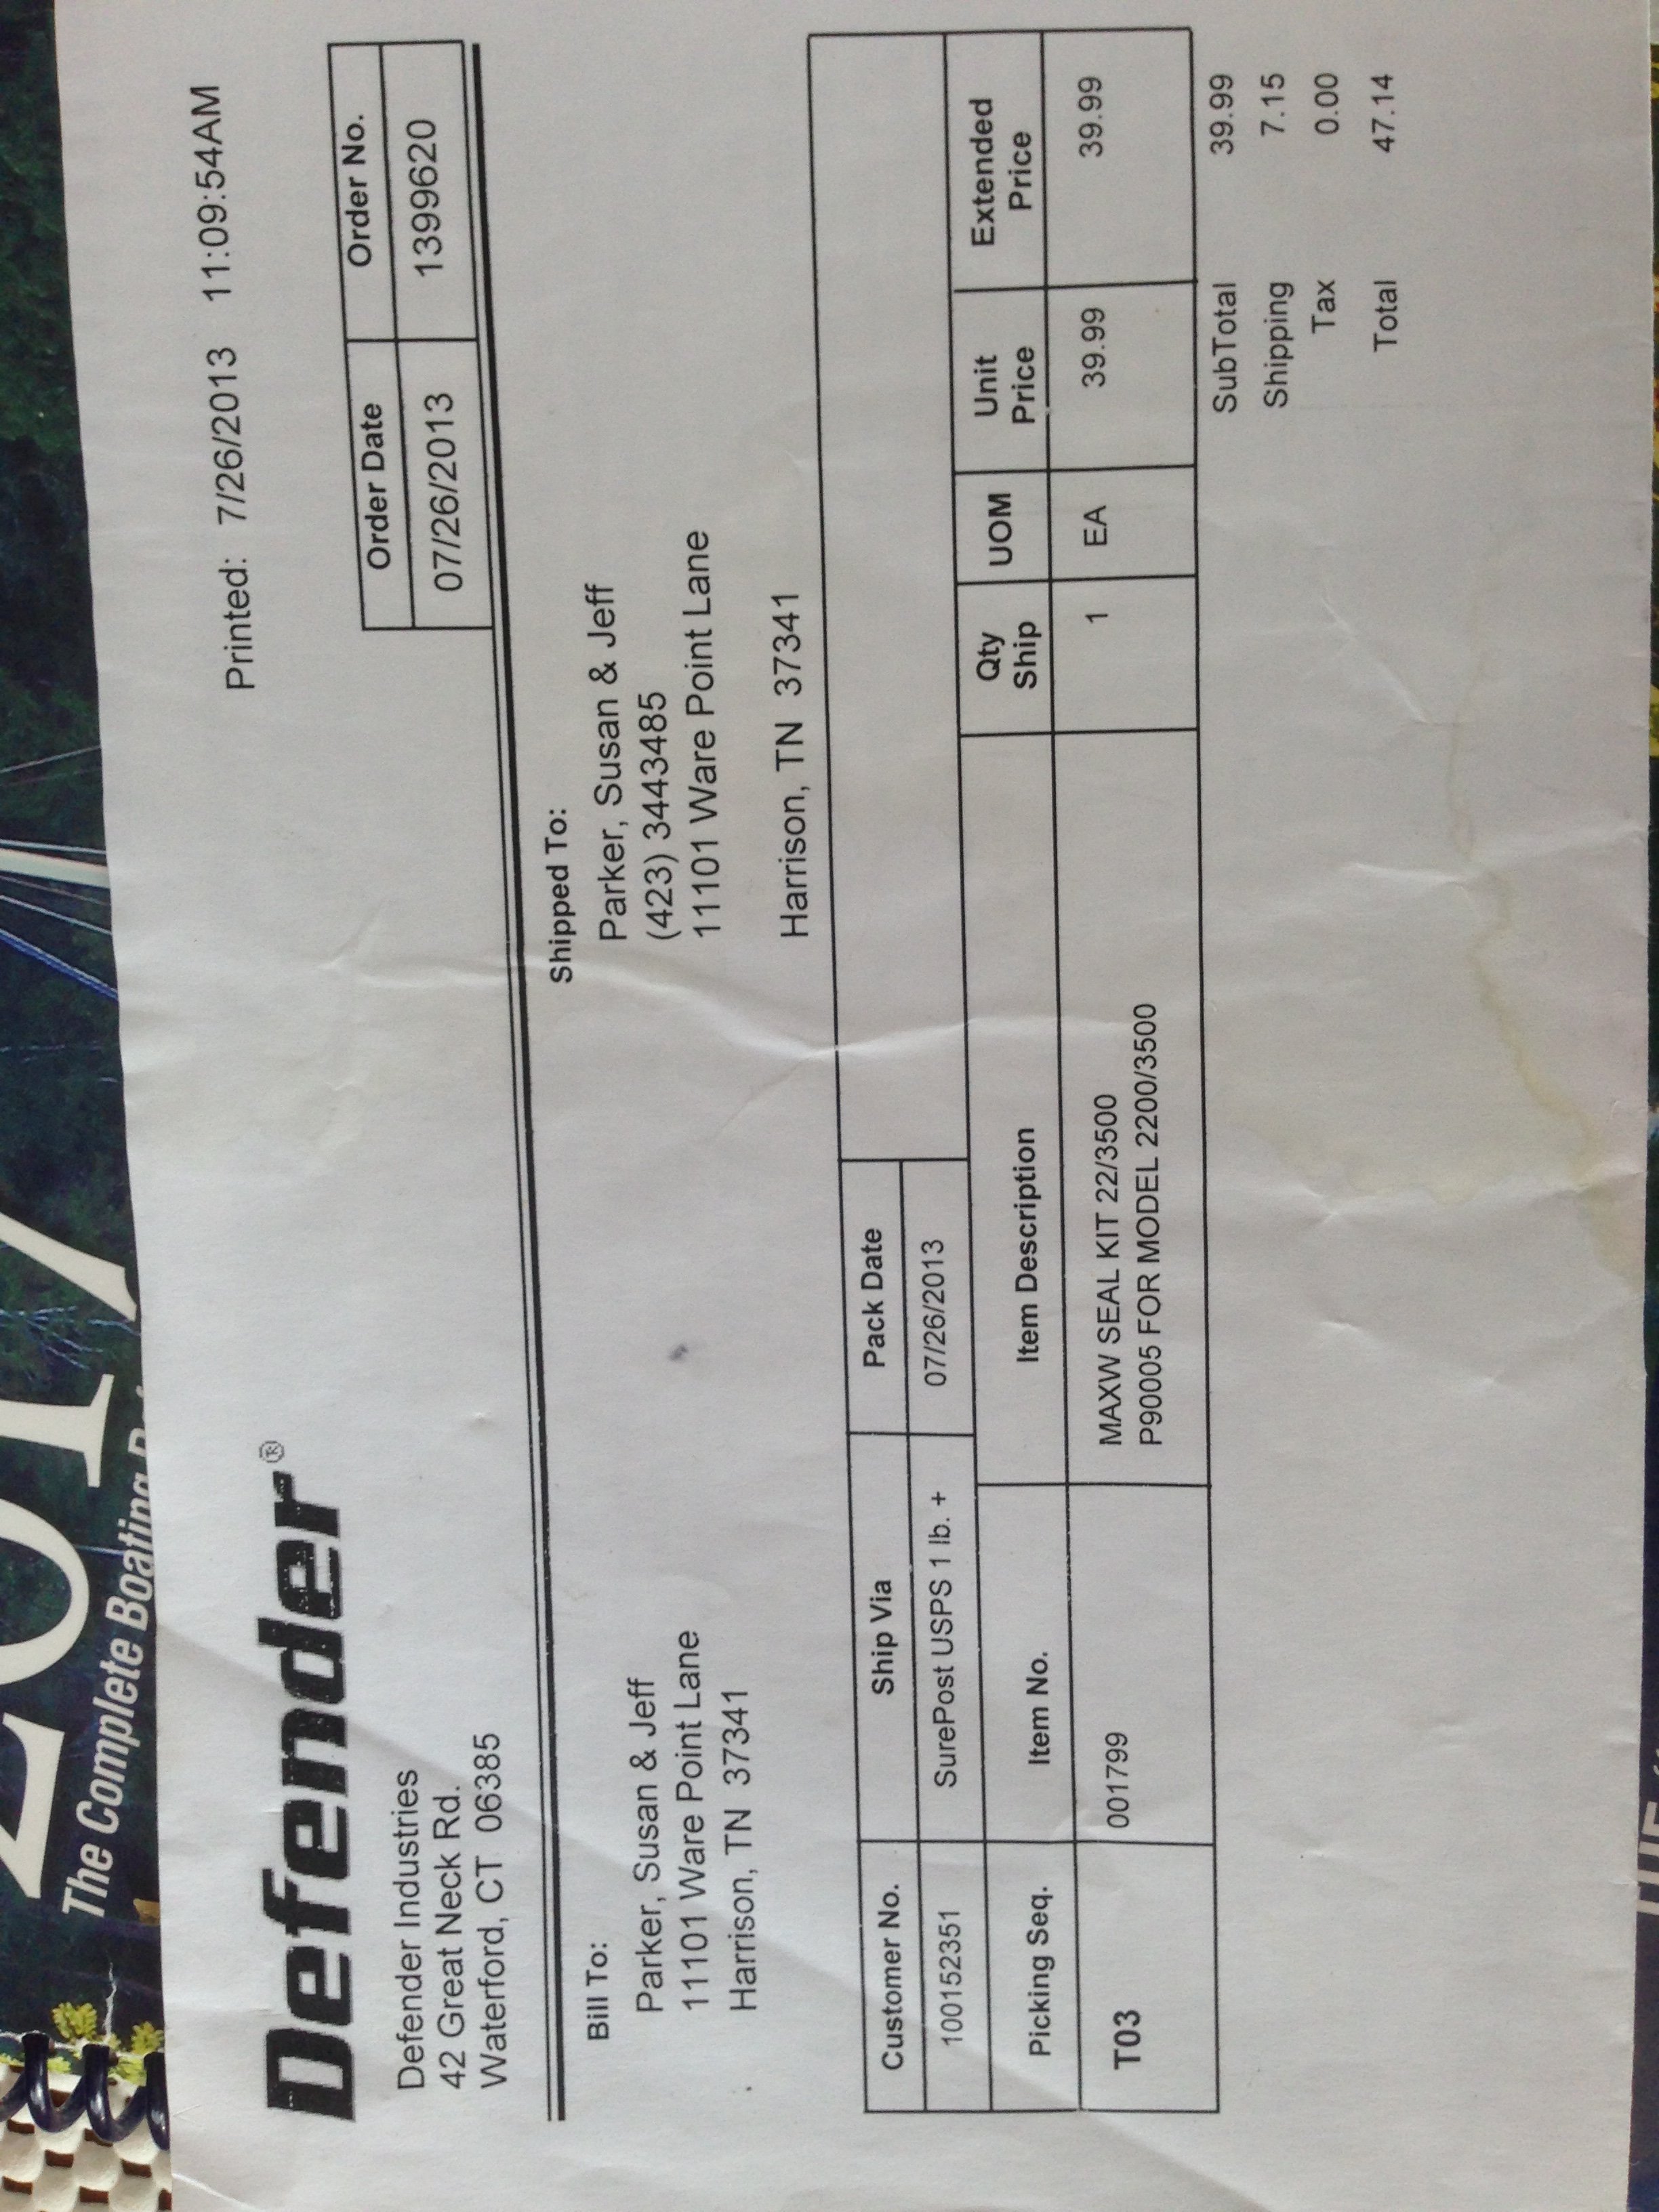 The Complete Boating
Printed: 7/26/2013 11:09:54AM
Defender®
Order Date Order No.
07/26/2013 1399620
Defender Industries
42 Great Neck Rd.
Waterford, CT 06385
Bill To:
Parker, Susan & Jeff
11101 Ware Point Lane
Harrison, TN 37341
Shipped To:
Parker, Susan & Jeff
(423) 3443485
11101 Ware Point Lane
Harrison, TN 37341
Customer No. Ship Via Pack Date
100152351 SurePost USPS 1 lb. + 07/26/2013
Picking Seq. Item No. Item Description Qty Ship UOM Unit Price Extended Price
T03 001799 MAXW SEAL KIT 22/3500 1 EA 39.99 39.99
P90005 FOR MODEL 2200/3500
SubTotal 39.99
Shipping 7.15
Tax 0.00
Total 47.14